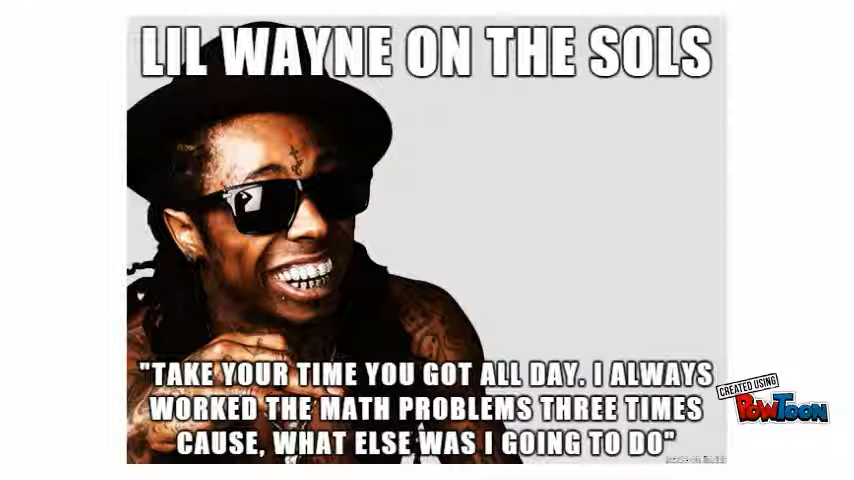 LIL WAYNE ON THE SOLS
"TAKE YOUR TIME YOU GOT ALL DAY. I ALWAYS
WORKED THE MATH PROBLEMS THREE TIMES
CAUSE, WHAT ELSE WAS I GOING TO DO"
CREATED USING
POWTOON